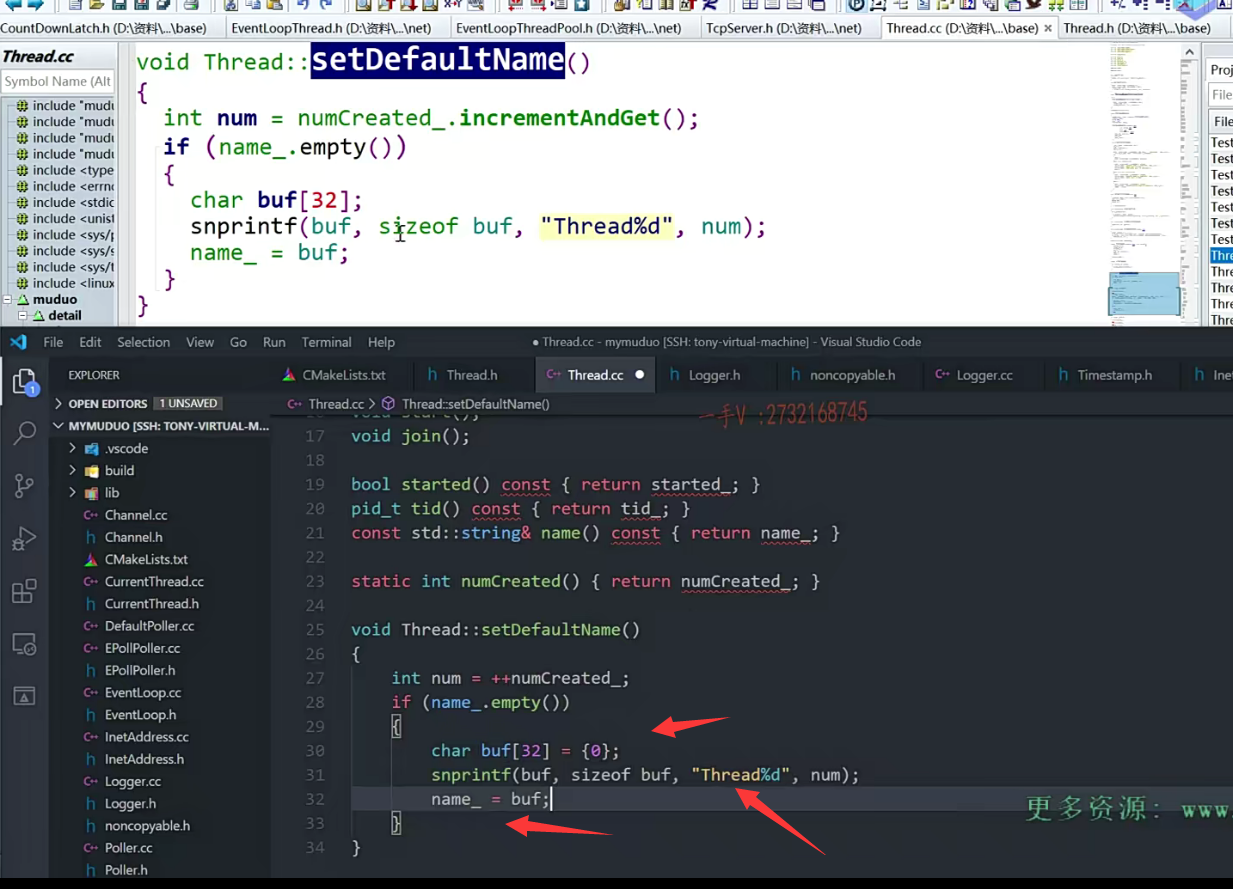 CountDownLatch.h (D:\资料\...\base)
EventLoopThread.h (D:\资料\...\net)
EventLoopThreadPool.h (D:\资料\...\net)
TcpServer.h (D:\资料\...\net)
Thread.cc (D:\资料\...\base) ×
Thread.h (D:\资料\...\base)
Thread.cc
Symbol Name (Alt
include "mudu
include "mudu
include "mudu
include "mudu
include <type
include <errno
include <stdic
include <unist
include <sys/p
include <sys/s
include <sys/t
include <linux
muduo
detail
void Thread::setDefaultName()
{
int num = numCreated_.incrementAndGet();
if (name_.empty())
{
char buf[32];
snprintf(buf, sizeof buf, "Thread%d", num);
name_ = buf;
}
}
Proj
File
File
Test
Test
Test
Test
Test
Test
Test
Thre
Thre
Thre
Thre
Thre
File Edit Selection View Go Run Terminal Help
● Thread.cc - mymuduo [SSH: tony-virtual-machine] - Visual Studio Code
EXPLORER
CMakeLists.txt
Thread.h
Thread.cc ●
Logger.h
noncopyable.h
Logger.cc
Timestamp.h
Inet
1
OPEN EDITORS 1 UNSAVED
MYMUDUO [SSH: TONY-VIRTUAL-M...
.vscode
build
lib
Channel.cc
Channel.h
CMakeLists.txt
CurrentThread.cc
CurrentThread.h
DefaultPoller.cc
EPollPoller.cc
EPollPoller.h
EventLoop.cc
EventLoop.h
InetAddress.cc
InetAddress.h
Logger.cc
Logger.h
noncopyable.h
Poller.cc
Poller.h
Thread.cc > Thread::setDefaultName()
一手V :2732168745
16 void start();
17 void join();
18
19 bool started() const { return started_; }
20 pid_t tid() const { return tid_; }
21 const std::string& name() const { return name_; }
22
23 static int numCreated() { return numCreated_; }
24
25 void Thread::setDefaultName()
26 {
27 int num = ++numCreated_;
28 if (name_.empty())
29 {
30 char buf[32] = {0};
31 snprintf(buf, sizeof buf, "Thread%d", num);
32 name_ = buf;
33 }
34 }
更多资源: www.